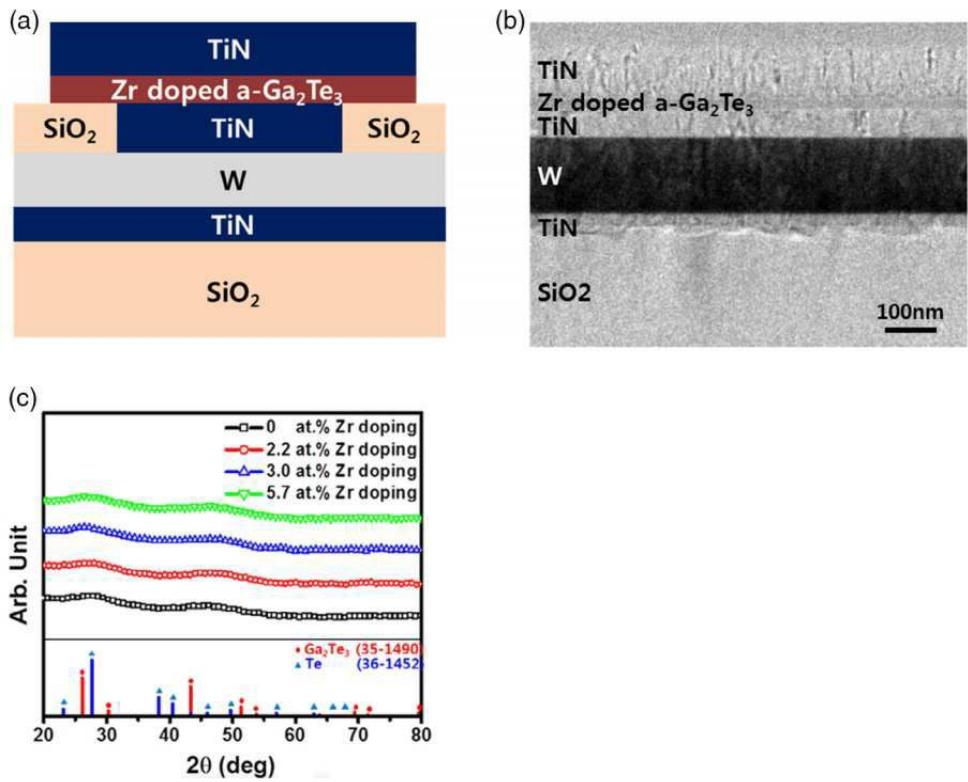 (a)
TiN
Zr doped a-Ga₂Te₃
SiO₂ TiN SiO₂
W
TiN
SiO₂
(b)
TiN
Zr doped a-Ga₂Te₃
TiN
W
TiN
SiO2
100nm
(c)
0 at.% Zr doping
2.2 at.% Zr doping
3.0 at.% Zr doping
5.7 at.% Zr doping
Arb. Unit
Ga₂Te₃ (35-1490)
Te (36-1452)
20 30 40 50 60 70 80
2θ (deg)